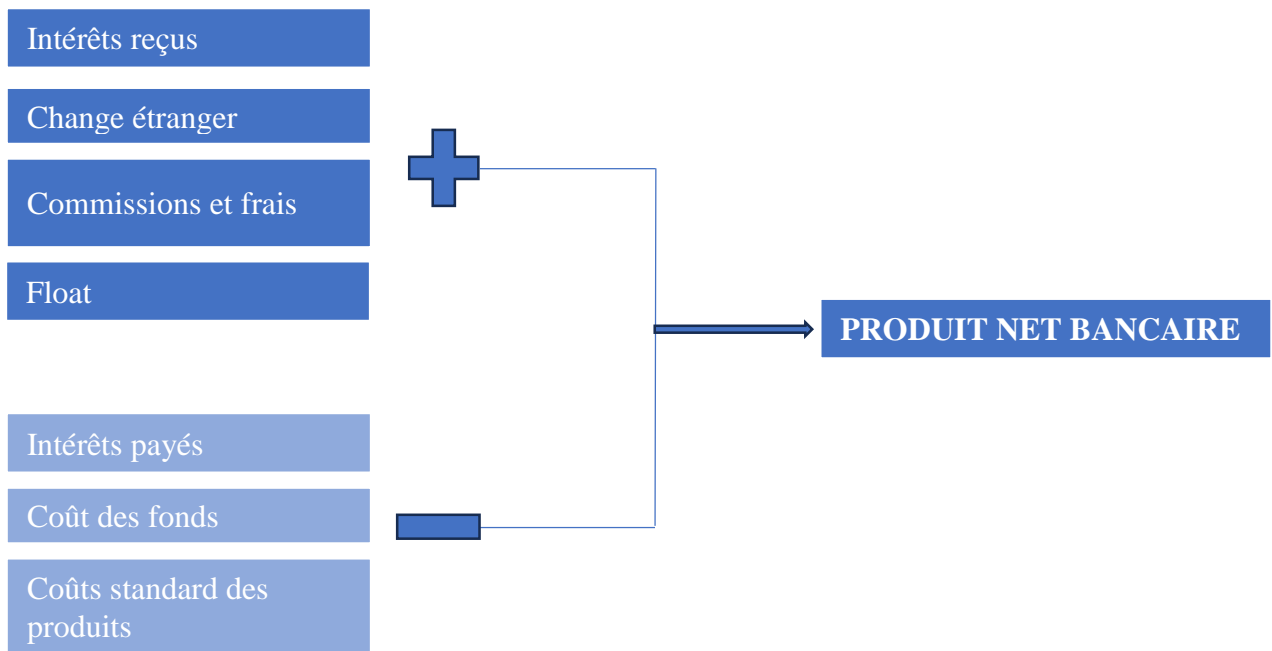 Intérêts reçus
Change étranger
Commissions et frais
Float
PRODUIT NET BANCAIRE
Intérêts payés
Coût des fonds
Coûts standard des
produits